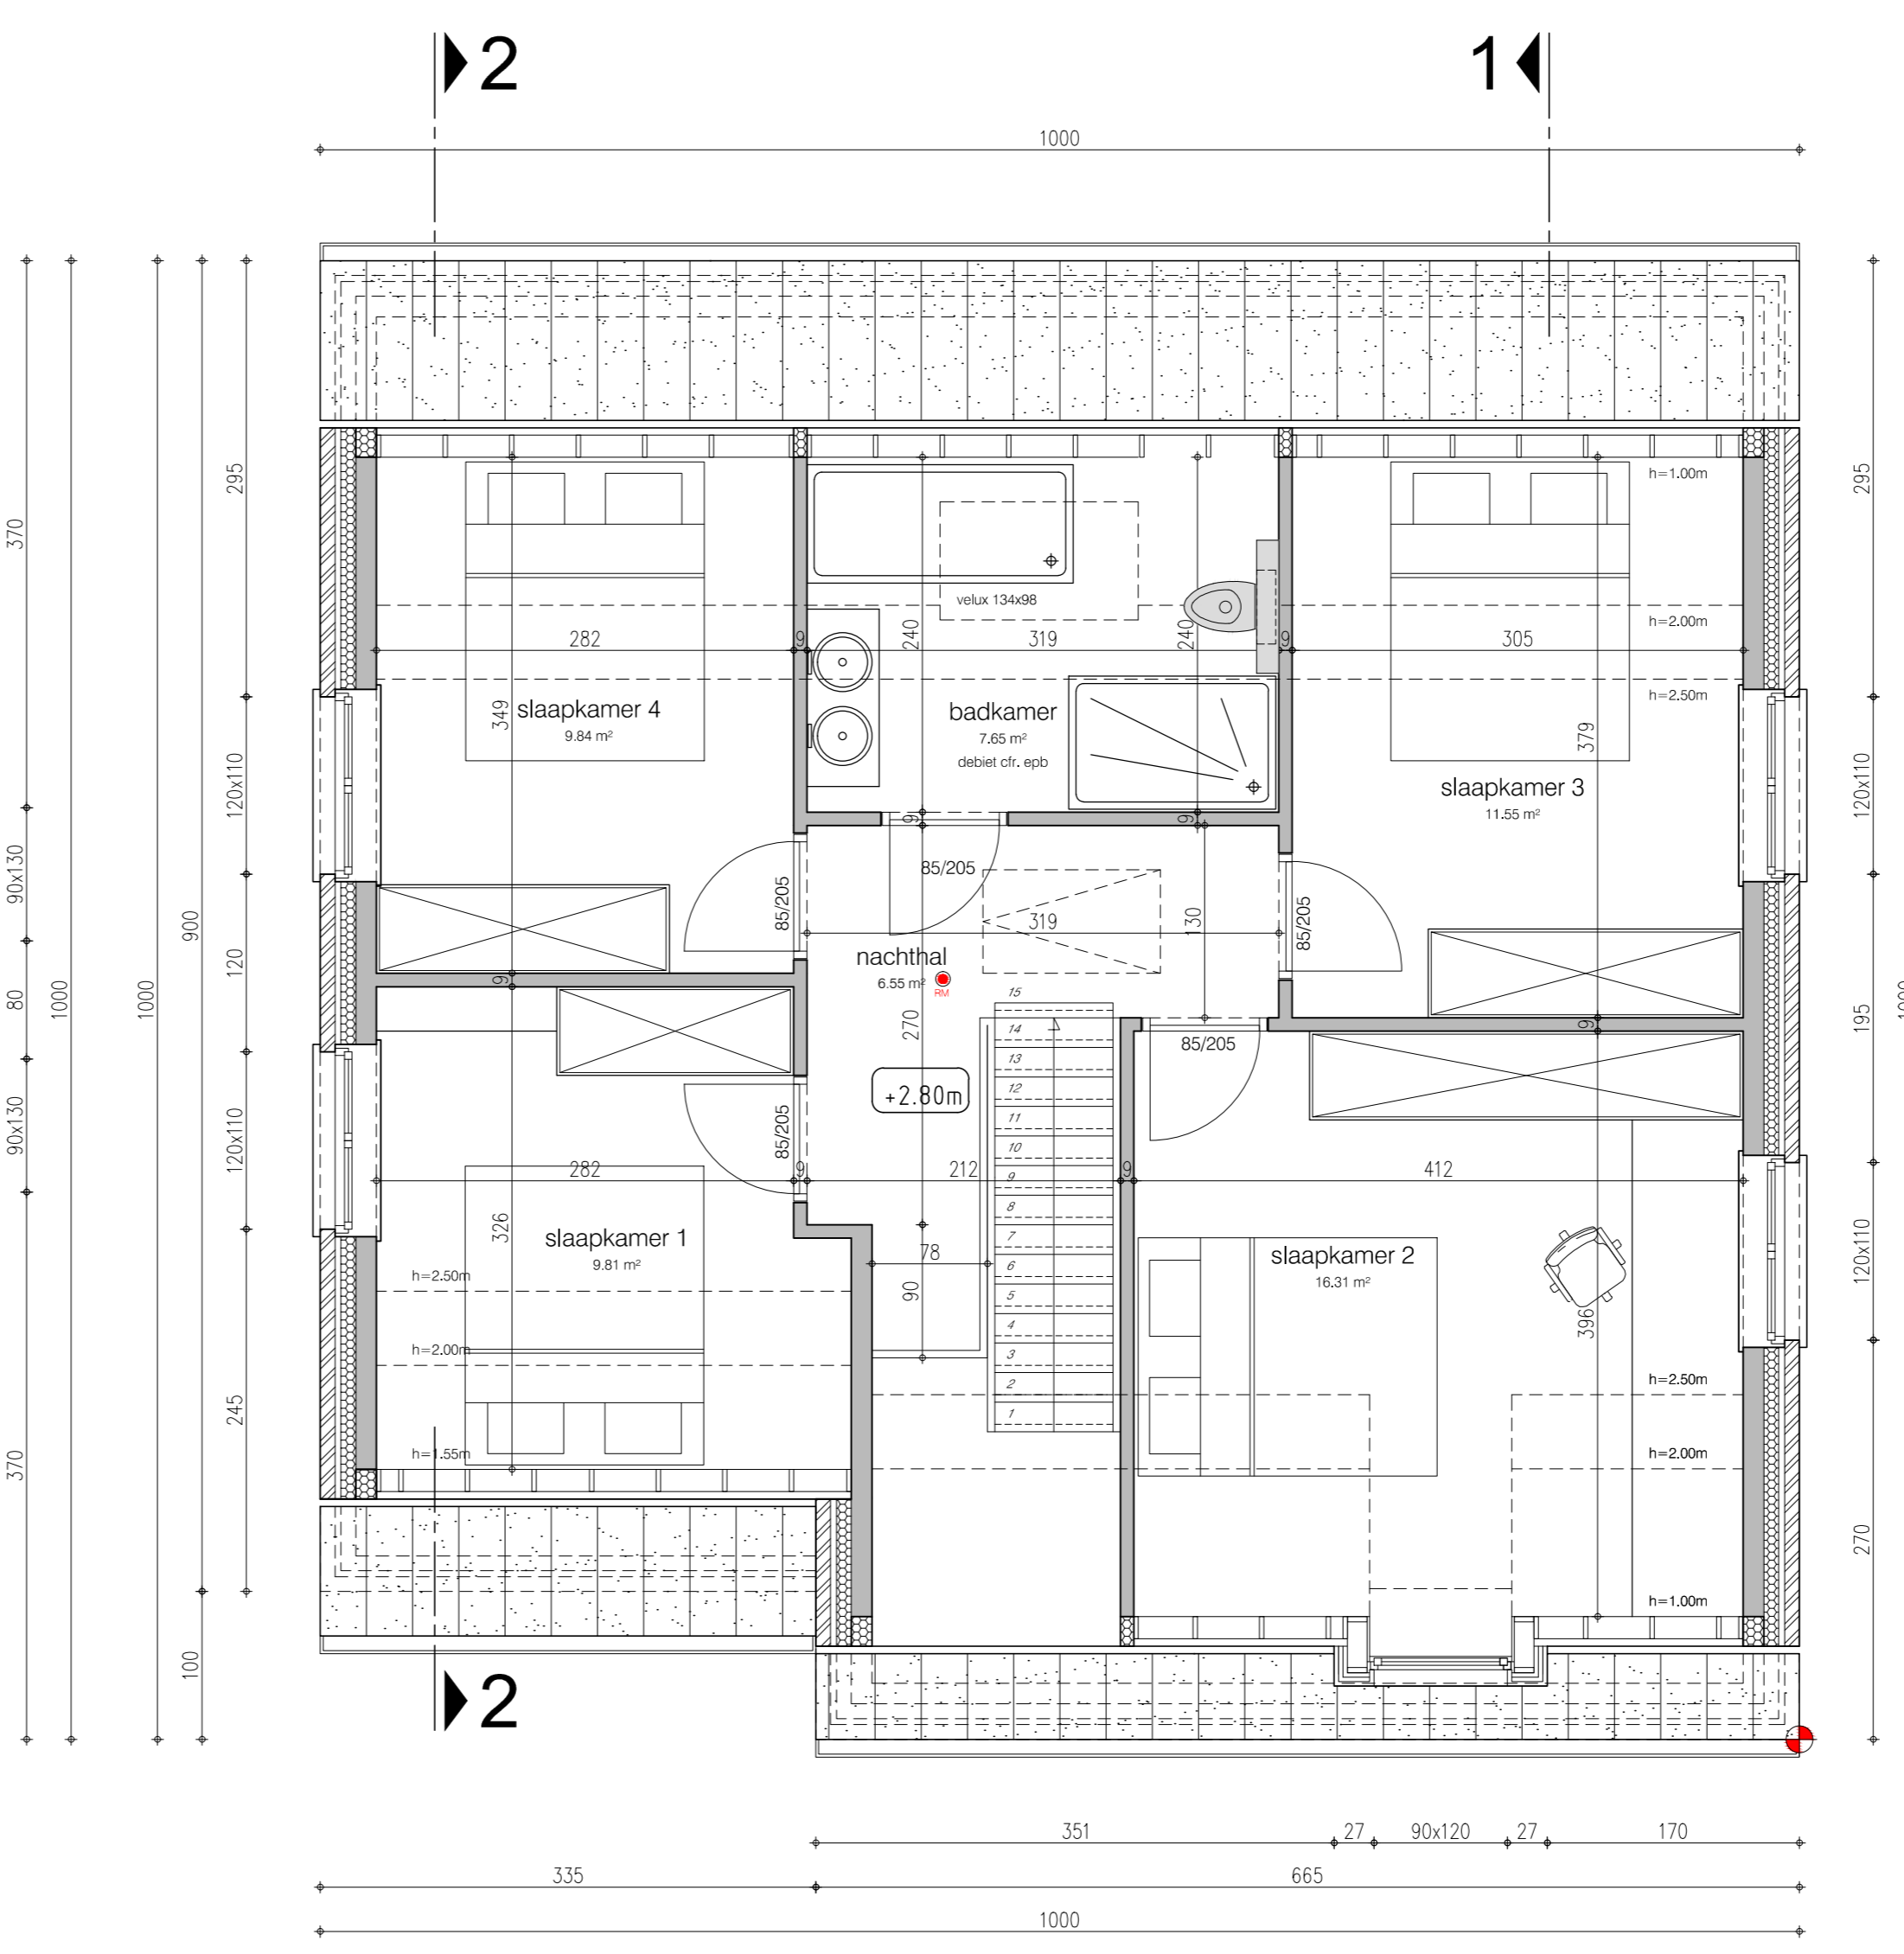 2
1
1000
370
90x130
80
90x130
370
1000
1000
900
100
295
120x110
120
120x110
245
h=1.00m
velux 134x98
h=2.00m
282
9
240
319
240
9
305
h=2.50m
349
slaapkamer 4
9.84 m²
badkamer
7.65 m²
debiet cfr. epb
379
slaapkamer 3
11.55 m²
9
9
85/205
85/205
85/205
319
130
nachthal
6.55 m²
RM
9
270
9
15
14
13
12
11
10
9
8
7
6
5
4
3
2
1
85/205
+2.80m
85/205
282
9
212
9
412
326
slaapkamer 1
9.81 m²
78
90
slaapkamer 2
16.31 m²
396
h=2.50m
h=2.00m
h=1.55m
h=2.50m
h=2.00m
h=1.00m
295
120x110
195
120x110
270
1000
2
351
27
90x120
27
170
335
665
1000